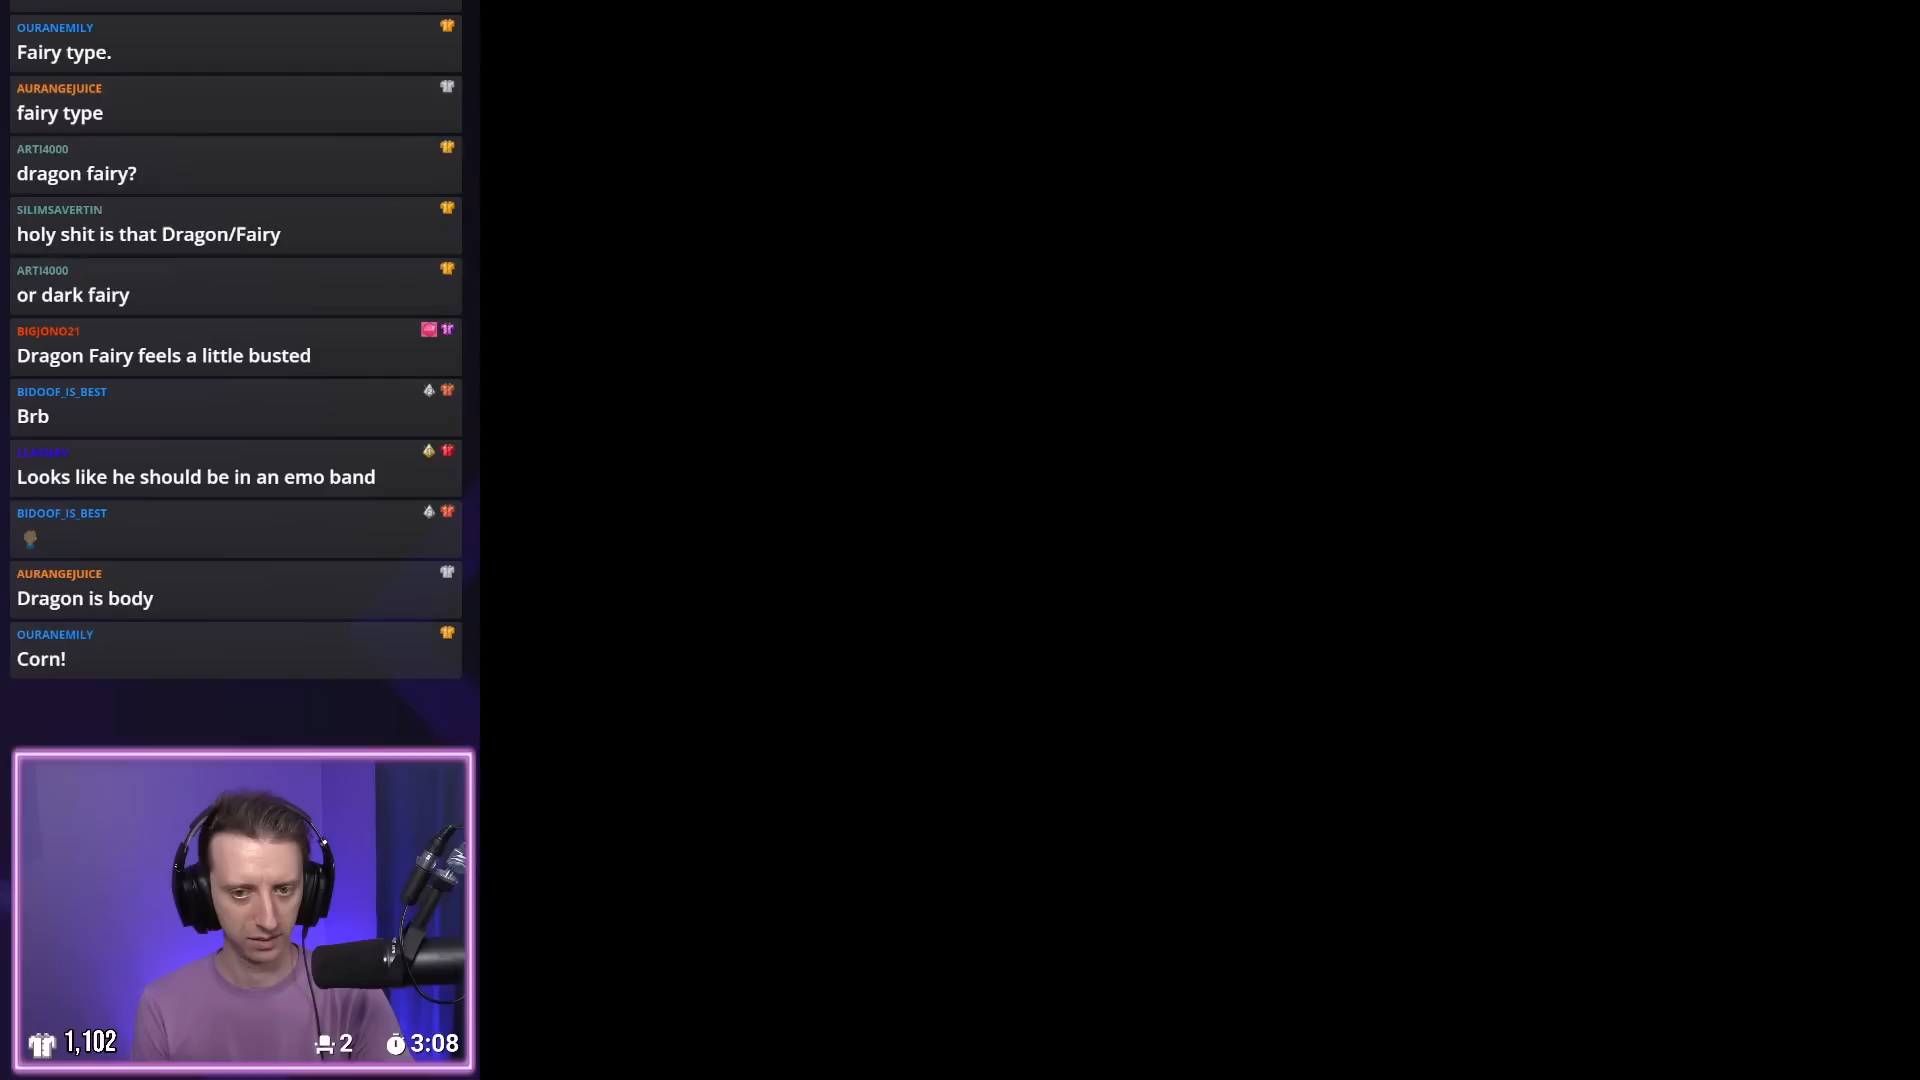 OURANEMILY
Fairy type.
AURANGEJUICE
fairy type
ARTI4000
dragon fairy?
SILIMSAVERTIN
holy shit is that Dragon/Fairy
ARTI4000
or dark fairy
BIGJONO21
Dragon Fairy feels a little busted
BIDOOF_IS_BEST
Brb
Looks like he should be in an emo band
BIDOOF_IS_BEST
AURANGEJUICE
Dragon is body
OURANEMILY
Corn!
1,102
2
3:08